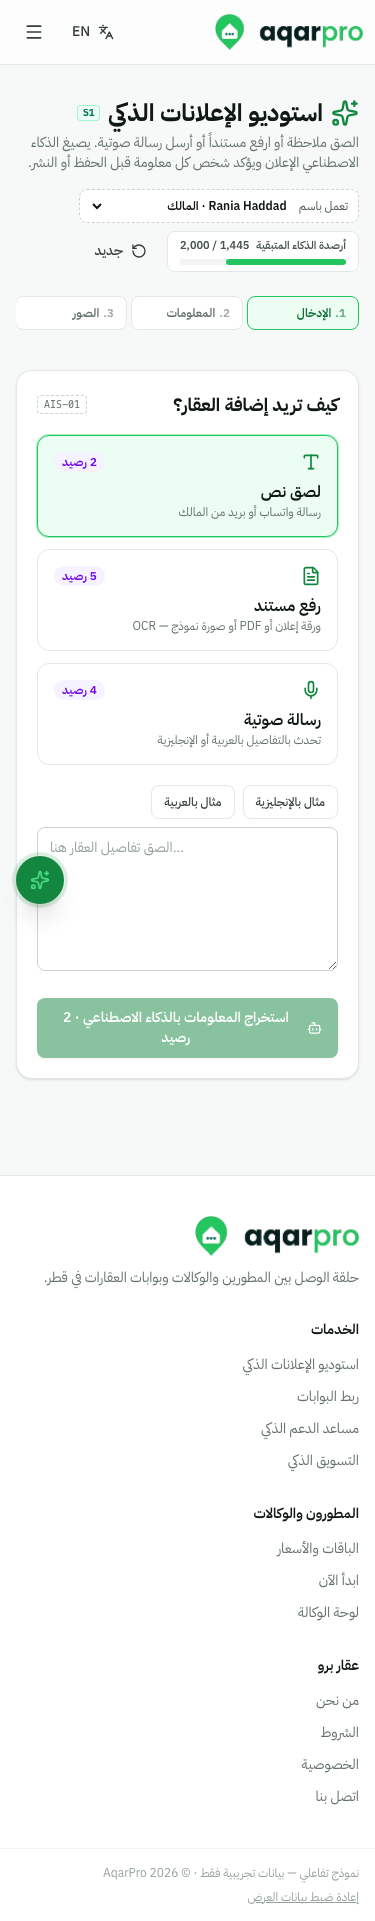 aqarpro
EN
استوديو الإعلانات الذكي S1
الصق ملاحظة أو ارفع مستنداً أو أرسل رسالة صوتية. يصيغ الذكاء
الاصطناعي الإعلان ويؤكد شخص كل معلومة قبل الحفظ أو النشر.
تعمل باسم Rania Haddad · المالك
أرصدة الذكاء المتبقية 1,445 / 2,000
جديد
1. الإدخال
2. المعلومات
3. الصور
كيف تريد إضافة العقار؟
AIS-01
2 رصيد
لصق نص
رسالة واتساب أو بريد من المالك
5 رصيد
رفع مستند
ورقة إعلان أو PDF أو صورة نموذج — OCR
4 رصيد
رسالة صوتية
تحدث بالتفاصيل بالعربية أو الإنجليزية
مثال بالإنجليزية
مثال بالعربية
الصق تفاصيل العقار هنا...
استخراج المعلومات بالذكاء الاصطناعي · 2
رصيد
aqarpro
حلقة الوصل بين المطورين والوكالات وبوابات العقارات في قطر.
الخدمات
استوديو الإعلانات الذكي
ربط البوابات
مساعد الدعم الذكي
التسويق الذكي
المطورون والوكالات
الباقات والأسعار
ابدأ الآن
لوحة الوكالة
عقار برو
من نحن
الشروط
الخصوصية
اتصل بنا
نموذج تفاعلي — بيانات تجريبية فقط · © 2026 AqarPro
إعادة ضبط بيانات العرض